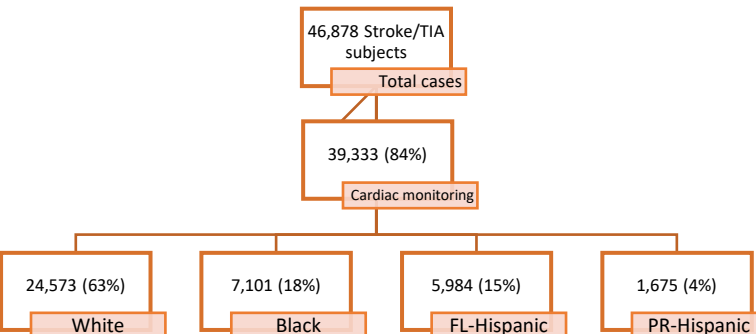 46,878 Stroke/TIA
subjects
Total cases
39,333 (84%)
Cardiac monitoring
24,573 (63%)
White
7,101 (18%)
Black
5,984 (15%)
FL-Hispanic
1,675 (4%)
PR-Hispanic